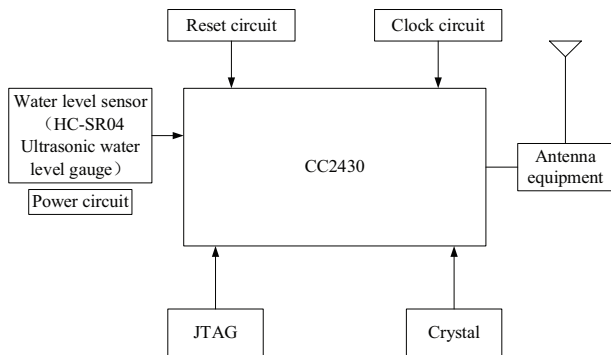 Reset circuit
Clock circuit
Water level sensor
（HC-SR04
Ultrasonic water
level gauge）
Power circuit
CC2430
Antenna
equipment
JTAG
Crystal